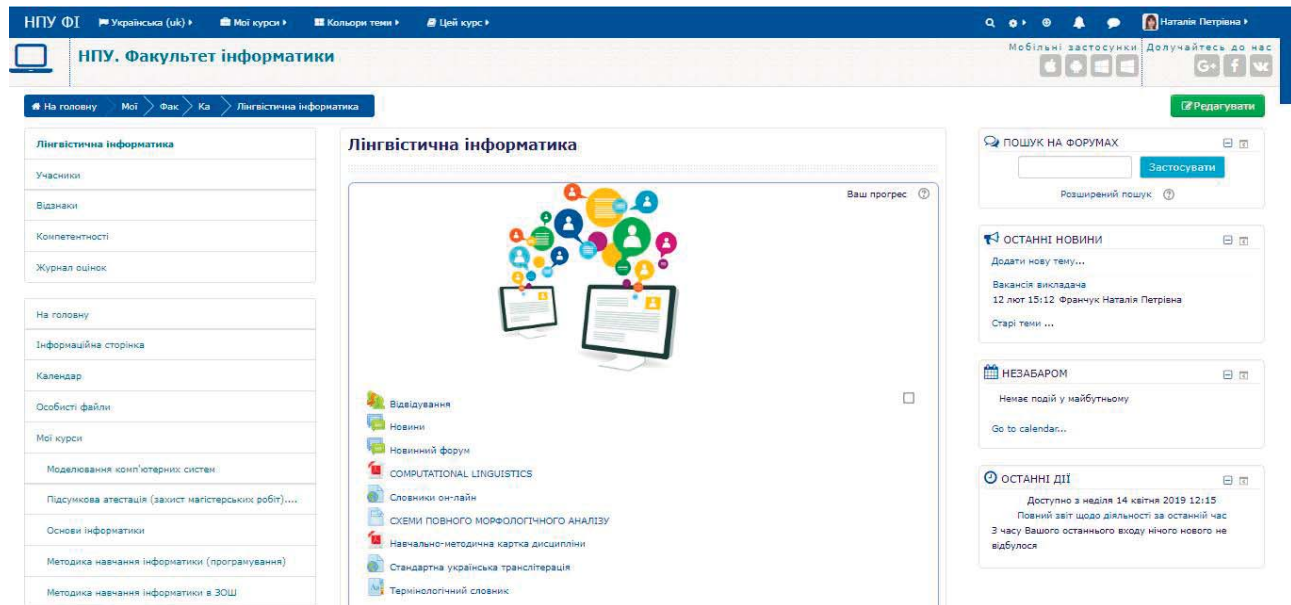 НПУ ФІ Українська (uk) Мої курси Кольори теми Цей курс Наталія Петрівна
НПУ. Факультет інформатики
Мобільні застосунки Долучайтесь до нас
На головну Мої Фак Ка Лінгвістична інформатика
Редагувати
Лінгвістична інформатика
Учасники
Відзнаки
Компетентності
Журнал оцінок
На головну
Інформаційна сторінка
Календар
Особисті файли
Мої курси
Моделювання комп'ютерних систем
Підсумкова атестація (захист магістерських робіт)....
Основи інформатики
Методика навчання інформатики (програмування)
Методика навчання інформатики в ЗОШ
Лінгвістична інформатика
Ваш прогрес
Відвідування
Новини
Новинний форум
COMPUTATIONAL LINGUISTICS
Словники он-лайн
СХЕМИ ПОВНОГО МОРФОЛОГІЧНОГО АНАЛІЗУ
Навчально-методична картка дисципліни
Стандартна українська транслітерація
Термінологічний словник
ПОШУК НА ФОРУМАХ
Застосувати
Розширений пошук
ОСТАННІ НОВИНИ
Додати нову тему...
Вакансія викладача
12 лют 15:12 Франчук Наталія Петрівна
Старі теми ...
НЕЗАБАРОМ
Немає подій у майбутньому
Go to calendar...
ОСТАННІ ДІЇ
Доступно з неділя 14 квітня 2019 12:15
Повний звіт щодо діяльності за останній час
З часу Вашого останнього входу нічого нового не
відбулося